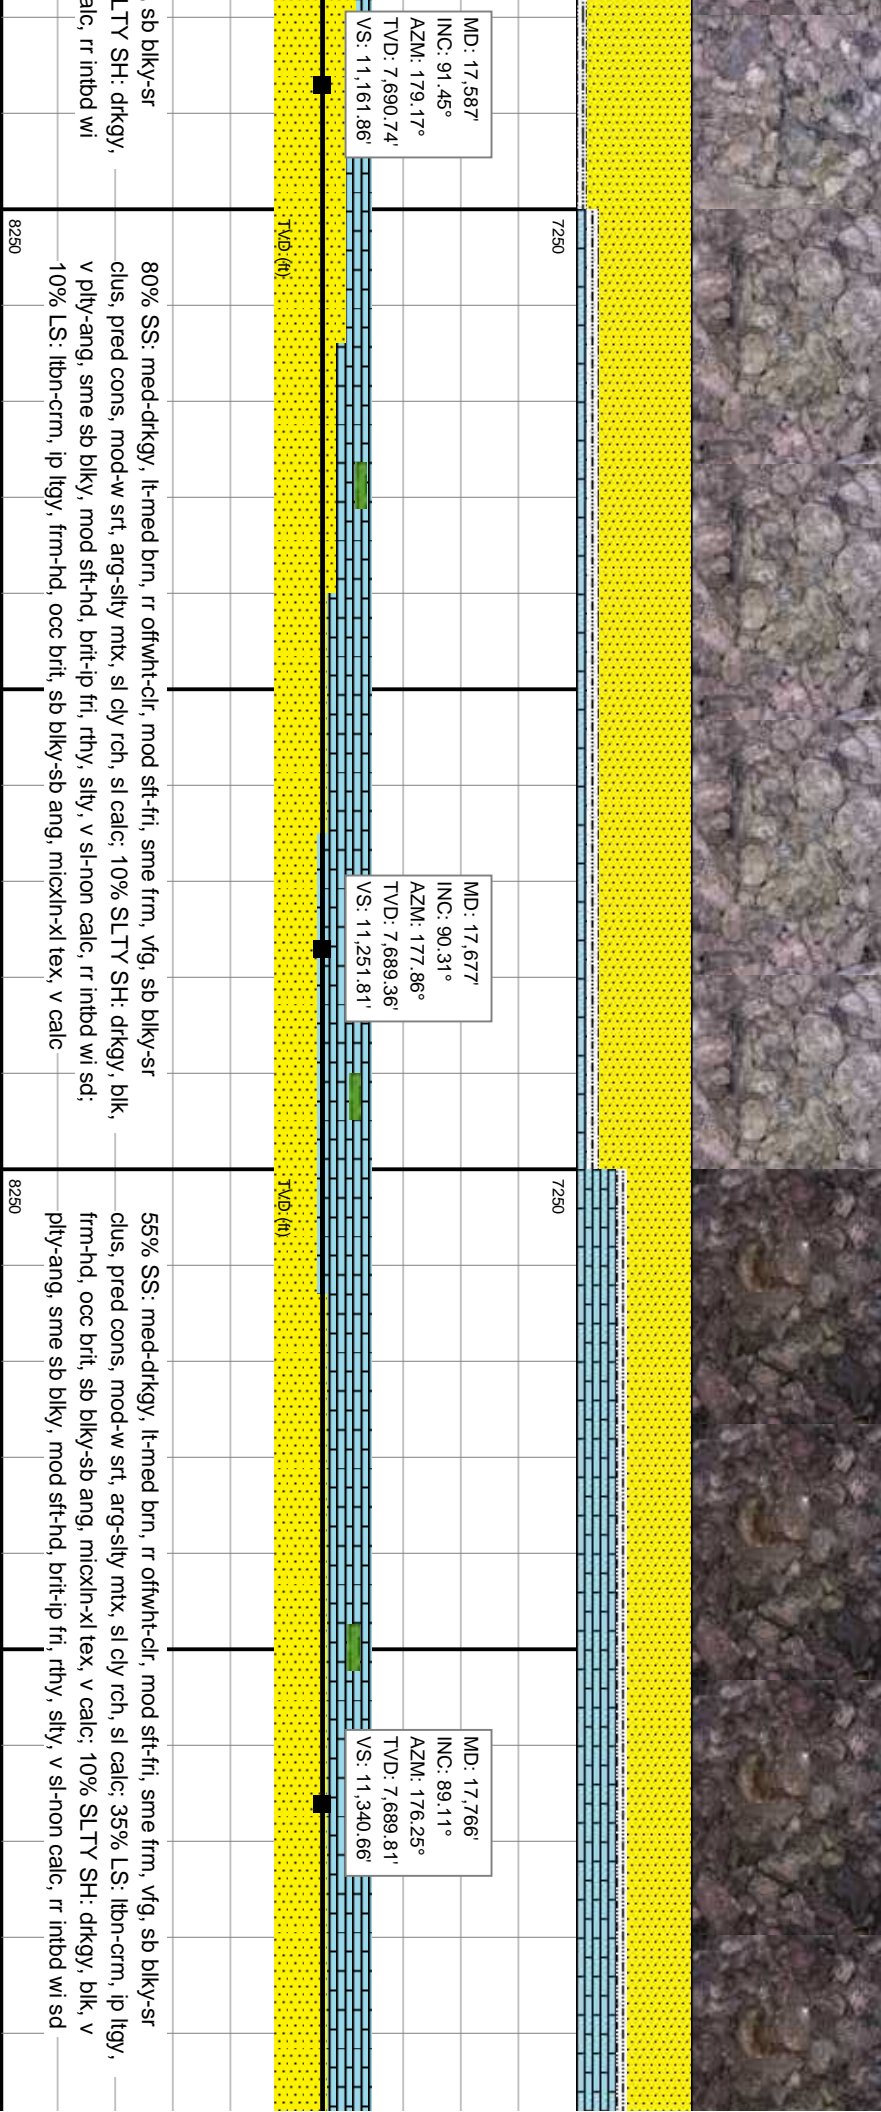 , sb blky-sr
LTY SH: drkgy,
alc, rr intbd wi
MD: 17,587'
INC: 91.45°
AZM: 179.17°
TVD: 7,690.74'
VS: 11,161.86'
7250
TVD (ft)
8250
80% SS: med-drkgy, lt-med brn, rr offwht-clr, mod sft-fri, sme frm, vfg, sb blky-sr
clus, pred cons, mod-w srt, arg-slty mtx, sl cly rch, sl calc; 10% SLTY SH: drkgy, blk,
v plty-ang, sme sb blky, mod sft-hd, brit-ip fri, rthy, slty, v sl-non calc, rr intbd wi sd;
10% LS: ltbn-crm, ip ltgy, frm-hd, occ brit, sb blky-sb ang, micxln-xl tex, v calc
MD: 17,677'
INC: 90.31°
AZM: 177.86°
TVD: 7,689.36'
VS: 11,251.81'
7250
TVD (ft)
8250
55% SS: med-drkgy, lt-med brn, rr offwht-clr, mod sft-fri, sme frm, vfg, sb blky-sr
clus, pred cons, mod-w srt, arg-slty mtx, sl cly rch, sl calc; 35% LS: ltbn-crm, ip ltgy,
frm-hd, occ brit, sb blky-sb ang, micxln-xl tex, v calc; 10% SLTY SH: drkgy, blk, v
plty-ang, sme sb blky, mod sft-hd, brit-ip fri, rthy, slty, v sl-non calc, rr intbd wi sd
MD: 17,766'
INC: 89.11°
AZM: 176.25°
TVD: 7,689.81'
VS: 11,340.66'